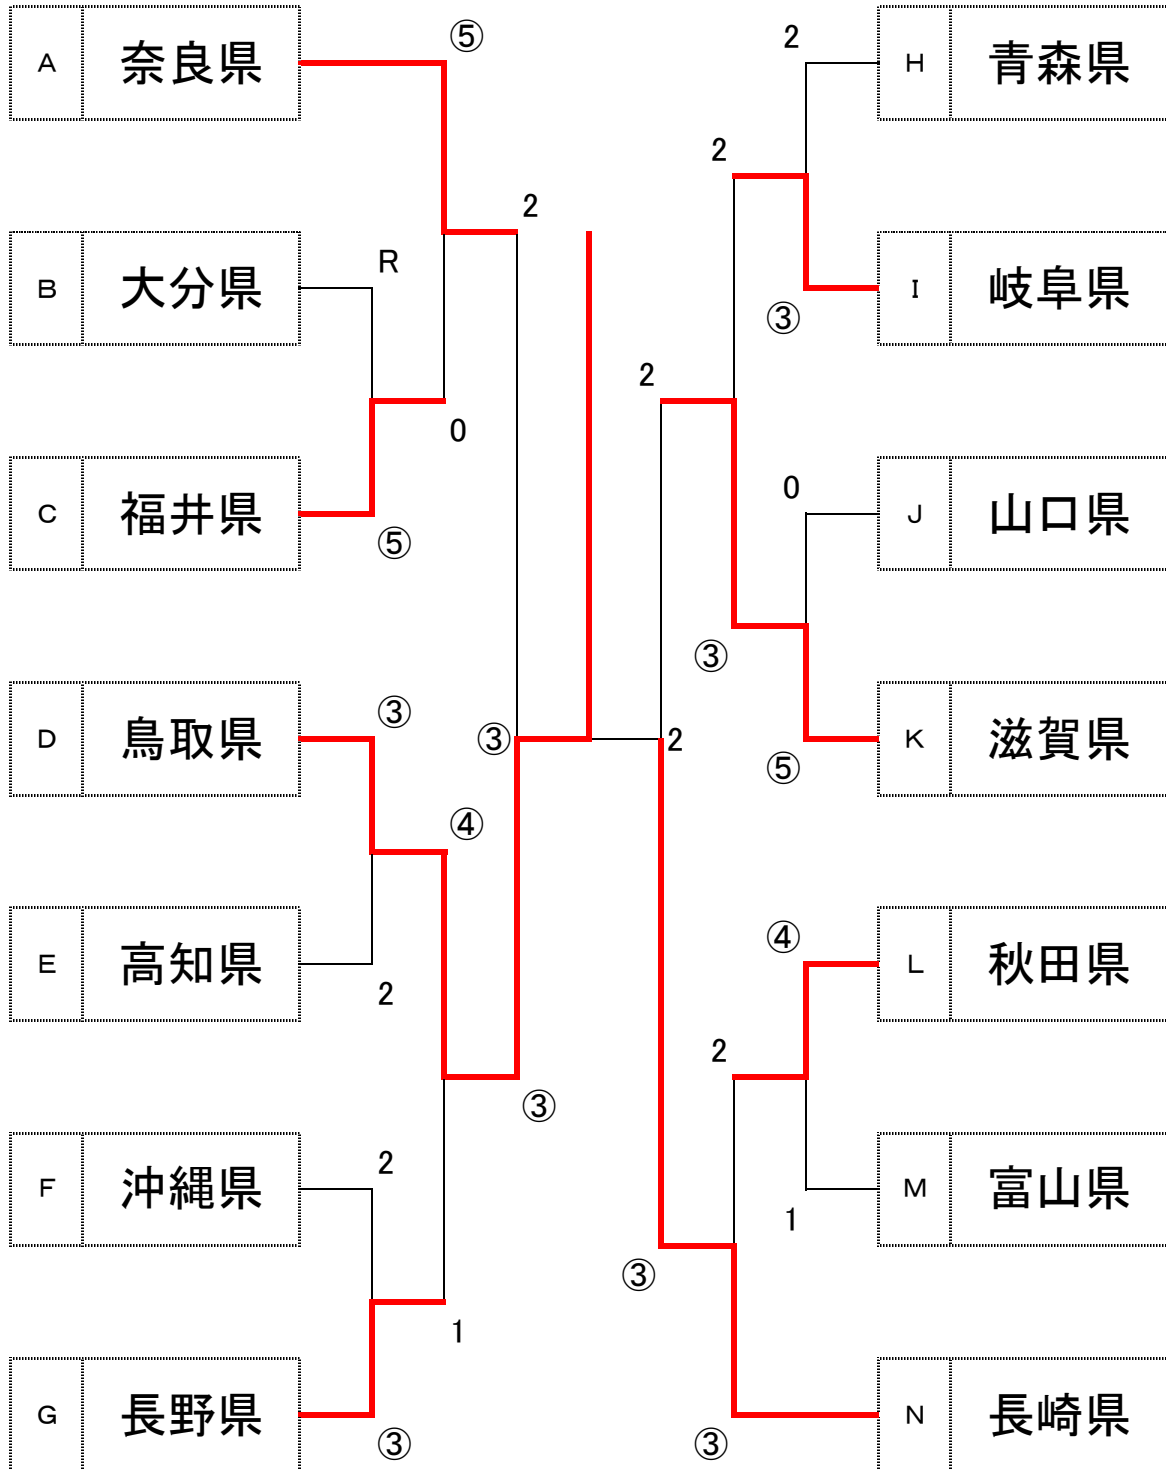 ⑤
2
A 奈良県
H 青森県
2
2
R
B 大分県
I 岐阜県
③
2
0
0
C 福井県
J 山口県
⑤
③
③
D 鳥取県
③
2
K 滋賀県
⑤
④
④
E 高知県
L 秋田県
2
2
③
2
F 沖縄県
M 富山県
1
③
1
G 長野県
N 長崎県
③
③